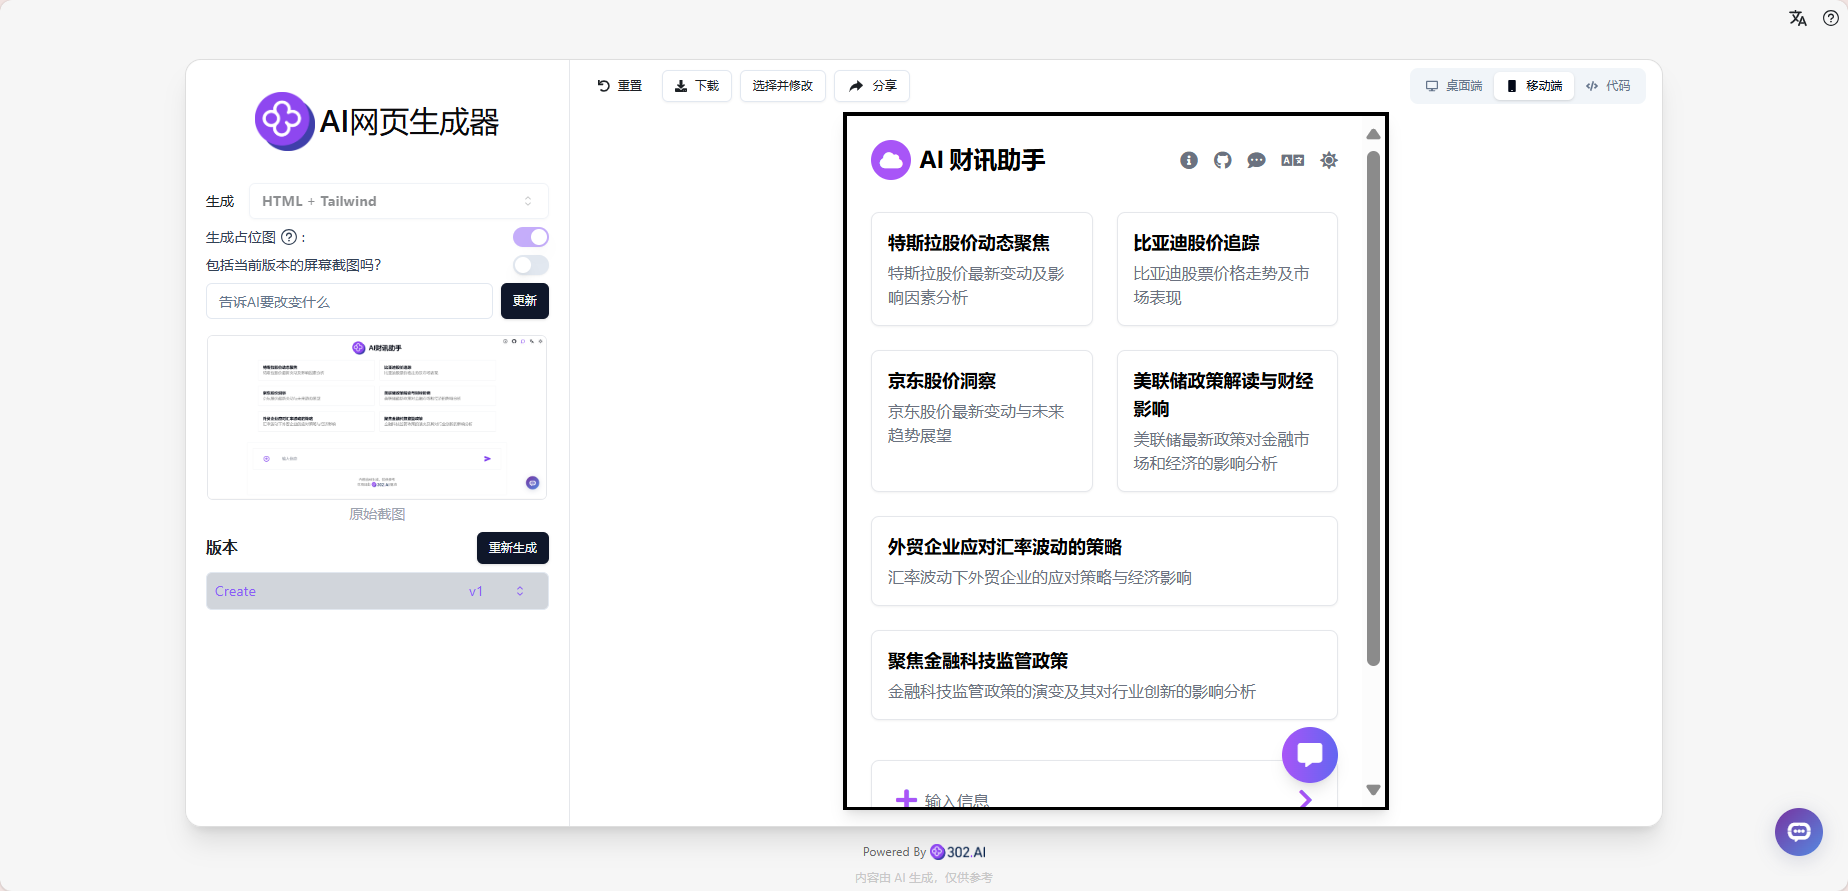 AI网页生成器
生成
HTML + Tailwind
生成占位图 :
包括当前版本的屏幕截图吗?
告诉AI要改变什么
更新
AI财讯助手
输入信息
302.AI
原始截图
版本
重新生成
Create
v1
重置
下载
选择并修改
分享
桌面端
移动端
代码
AI 财讯助手
特斯拉股价动态聚焦
特斯拉股价最新变动及影
响因素分析
比亚迪股价追踪
比亚迪股票价格走势及市
场表现
京东股价洞察
京东股价最新变动与未来
趋势展望
美联储政策解读与财经
影响
美联储最新政策对金融市
场和经济的影响分析
外贸企业应对汇率波动的策略
汇率波动下外贸企业的应对策略与经济影响
聚焦金融科技监管政策
金融科技监管政策的演变及其对行业创新的影响分析
输入信息
Powered By 302.AI
内容由 AI 生成，仅供参考